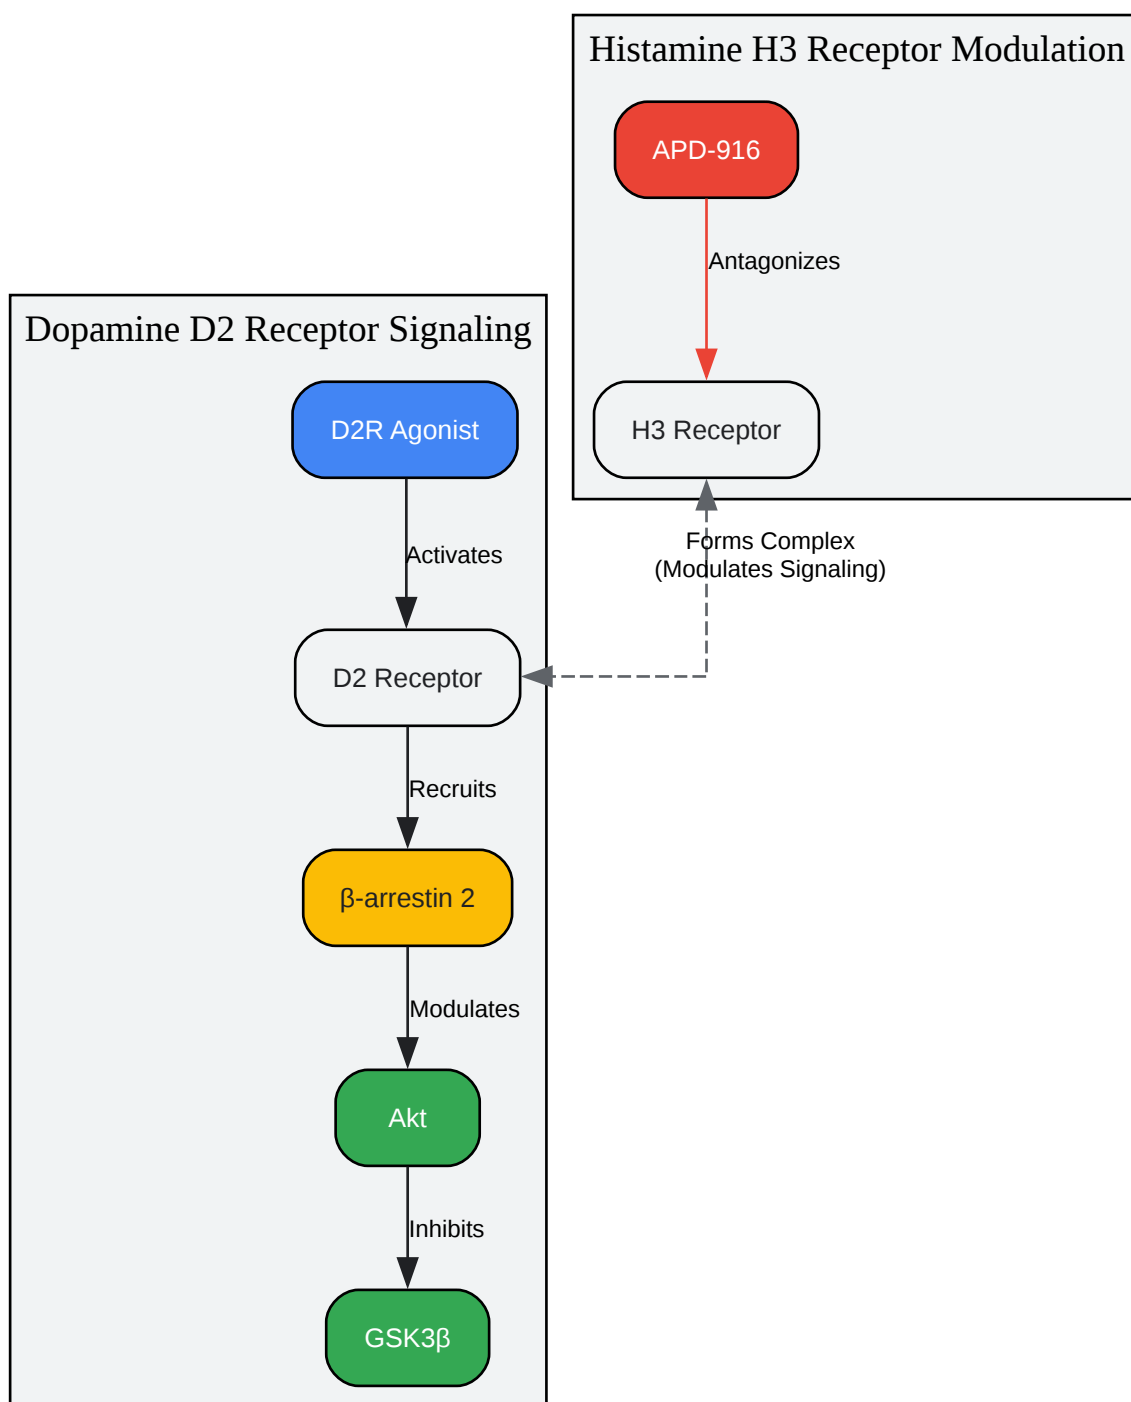 Histamine H3 Receptor Modulation
APD-916
Antagonizes
H3 Receptor
Forms Complex
(Modulates Signaling)
Dopamine D2 Receptor Signaling
D2R Agonist
Activates
D2 Receptor
Recruits
β-arrestin 2
Modulates
Akt
Inhibits
GSK3β